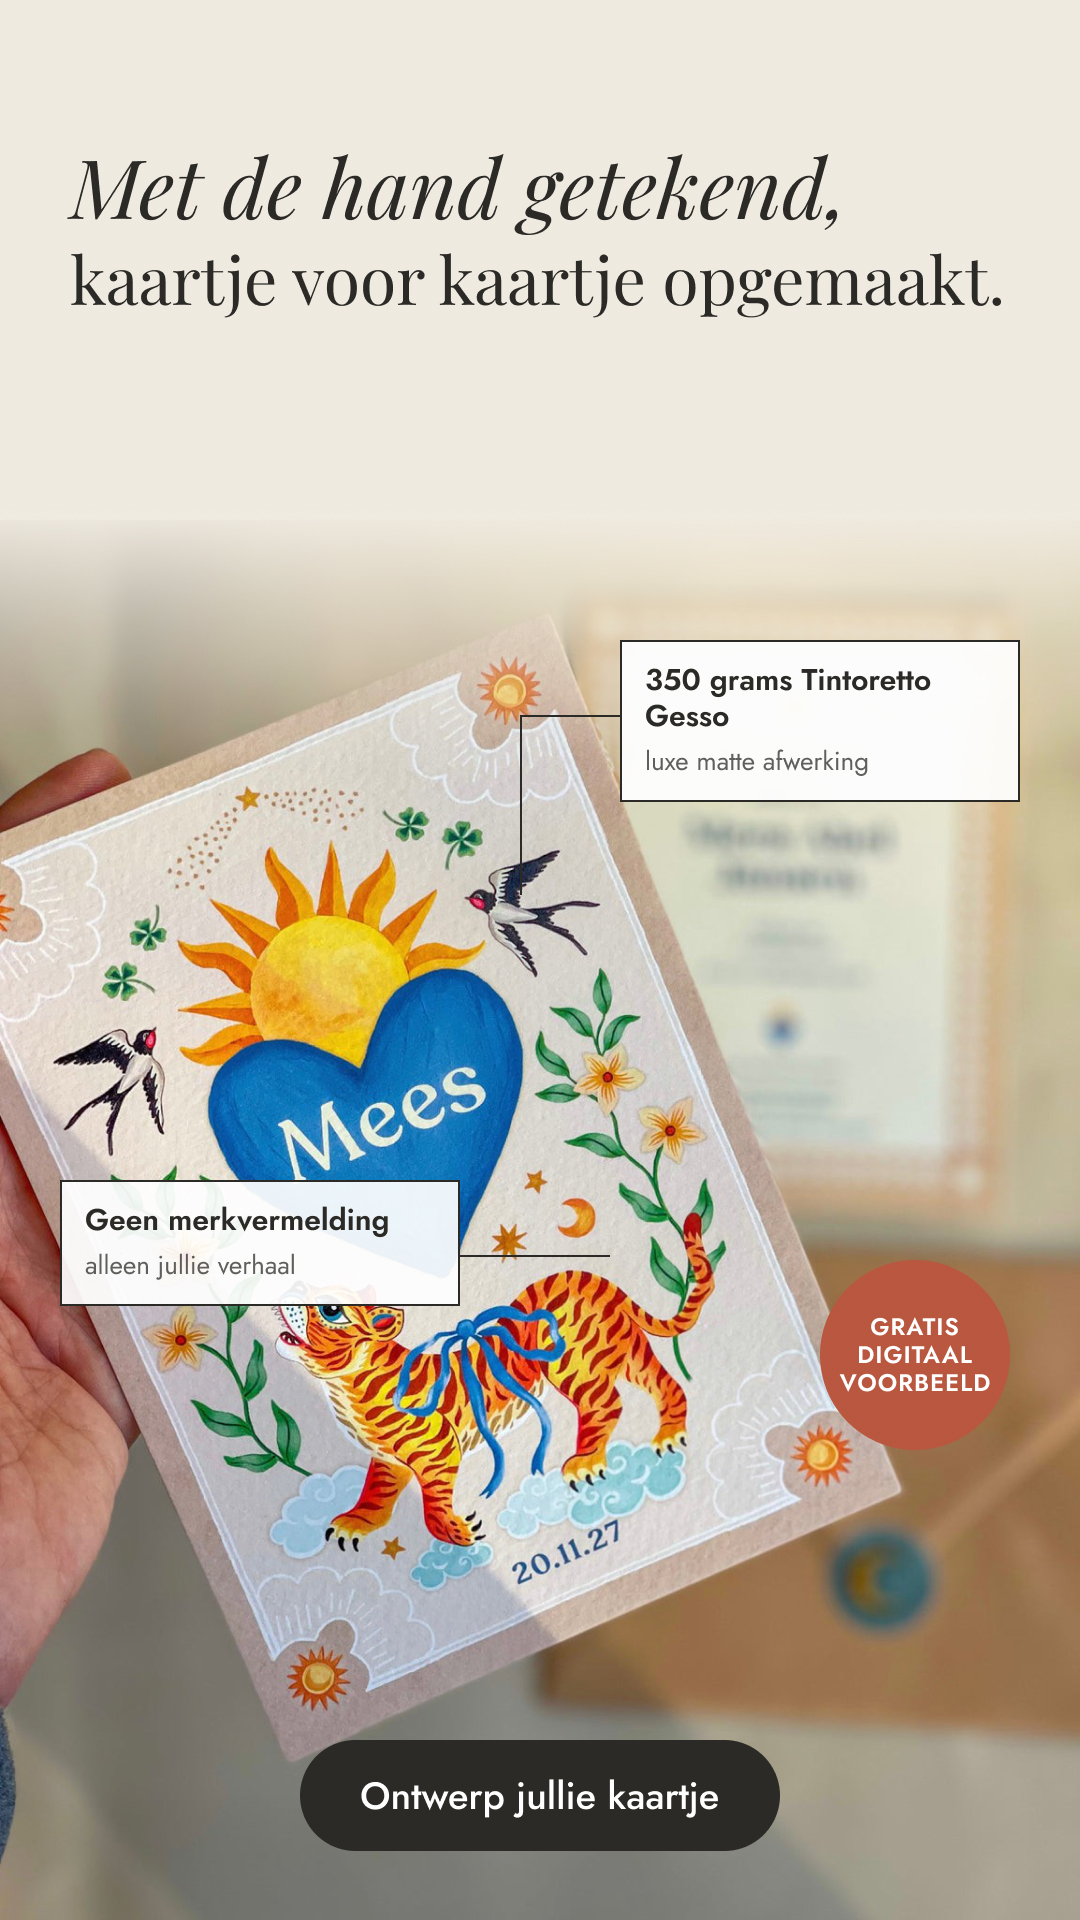 Met de hand getekend,
kaartje voor kaartje opgemaakt.
350 grams Tintoretto
Gesso
luxe matte afwerking
Mees
Geen merkvermelding
alleen jullie verhaal
GRATIS
DIGITAAL
VOORBEELD
20.11.27
Ontwerp jullie kaartje